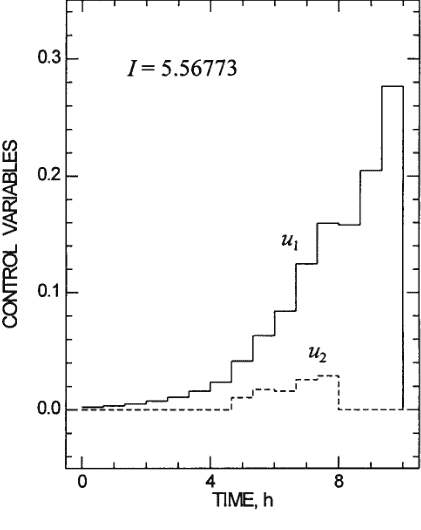 0.3
I = 5.56773
0.2
CONTROL VARIABLES
u1
0.1
u2
0.0
0 4 8
TIME, h